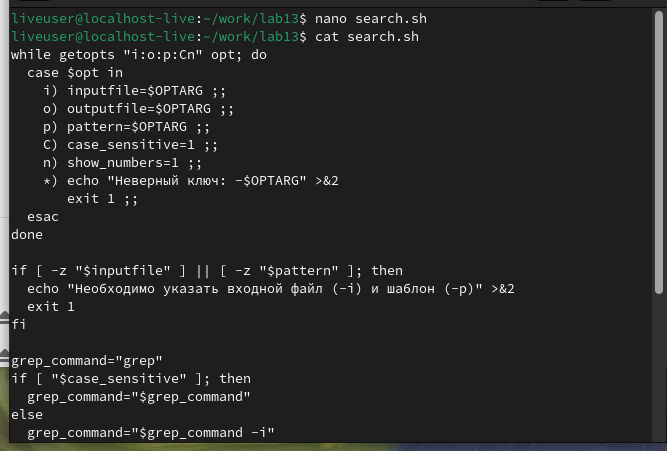 liveuser@localhost-live:~/work/lab13$ nano search.sh
liveuser@localhost-live:~/work/lab13$ cat search.sh
while getopts "i:o:p:Cn" opt; do
  case $opt in
    i) inputfile=$OPTARG ;;
    o) outputfile=$OPTARG ;;
    p) pattern=$OPTARG ;;
    C) case_sensitive=1 ;;
    n) show_numbers=1 ;;
    *) echo "Неверный ключ: -$OPTARG" >&2
       exit 1 ;;
  esac
done

if [ -z "$inputfile" ] || [ -z "$pattern" ]; then
  echo "Необходимо указать входной файл (-i) и шаблон (-p)" >&2
  exit 1
fi

grep_command="grep"
if [ "$case_sensitive" ]; then
  grep_command="$grep_command"
else
  grep_command="$grep_command -i"